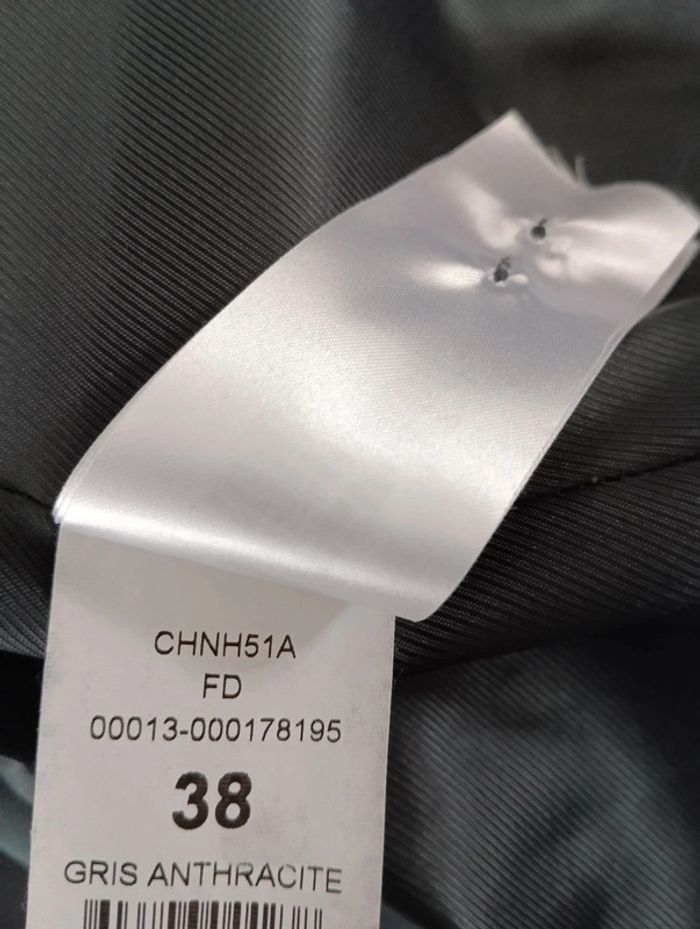 CHNH51A
FD
00013-000178195
38
GRIS ANTHRACITE